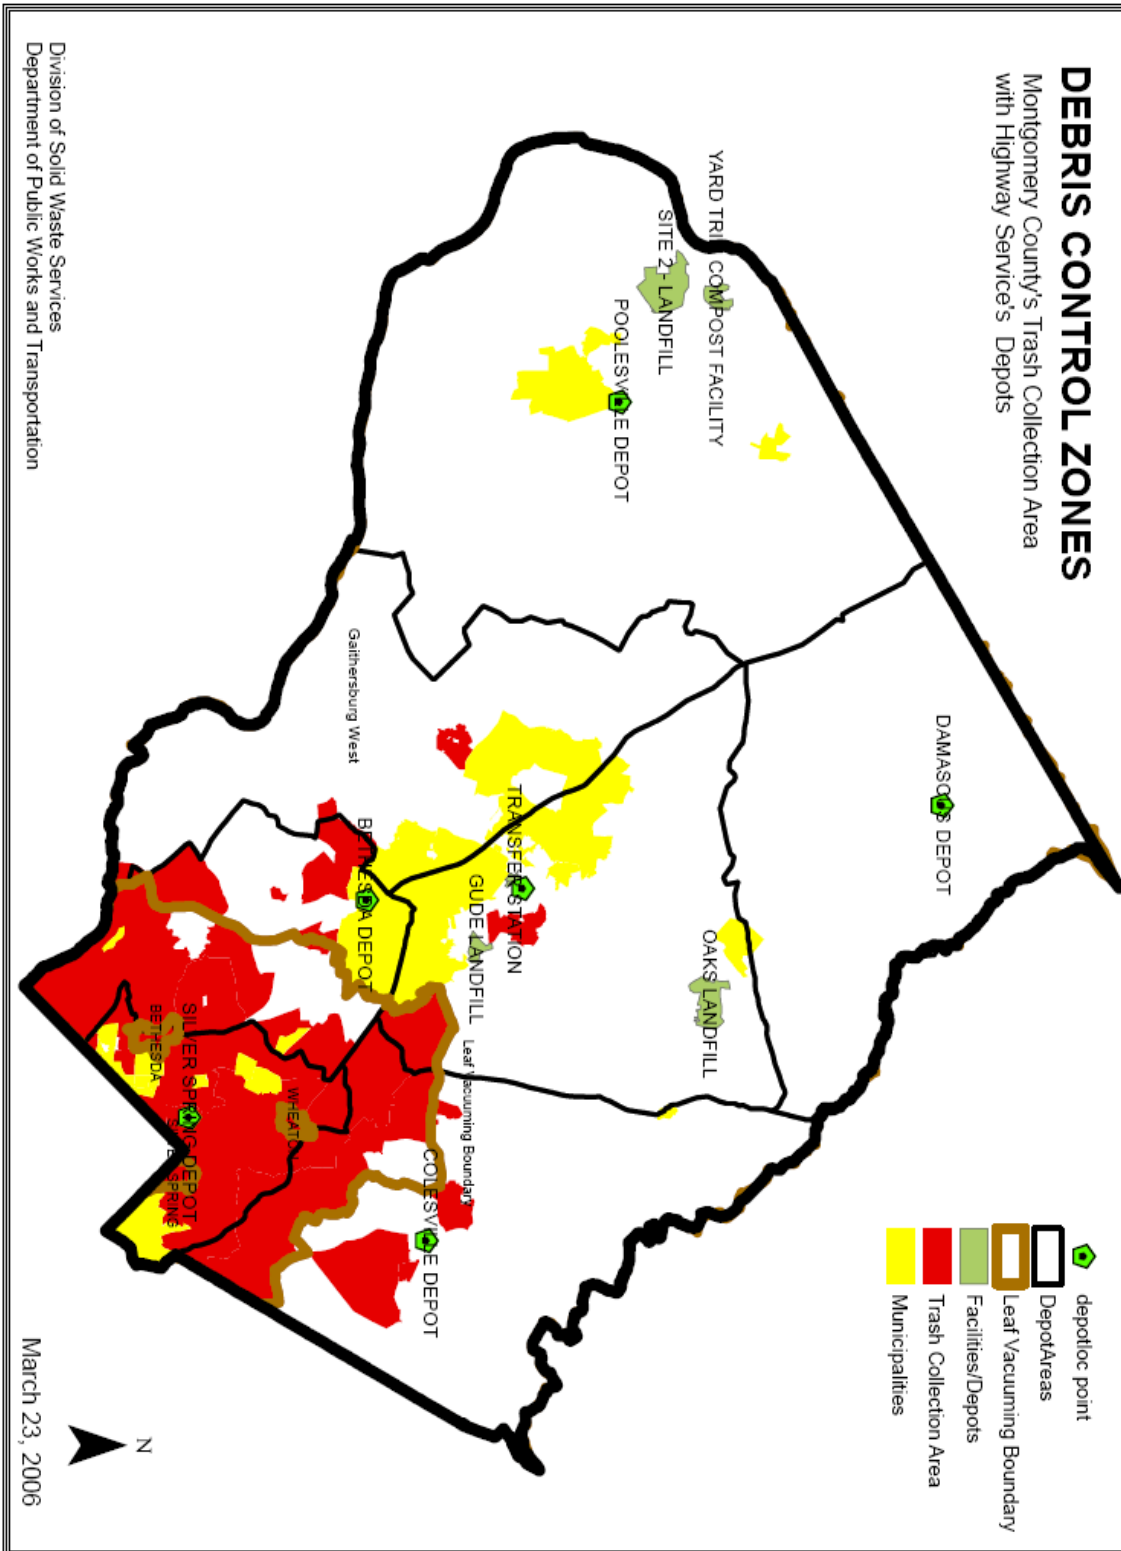 DEBRIS CONTROL ZONES
Montgomery County's Trash Collection Area
with Highway Service's Depots
depotloc point
DepotAreas
Leaf Vacuuming Boundary
Facilities/Depots
Trash Collection Area
Municipalities
DAMASCUS DEPOT
YARD TRIM COMPOST FACILITY
SITE 2 - LANDFILL
POOLESVILLE DEPOT
OAKS LANDFILL
TRANSFER STATION
GUDE LANDFILL
Leaf Vacuuming Boundary
COLESVILLE DEPOT
Gaithersburg West
BETHESDA DEPOT
WHEATON
SILVER SPRING DEPOT
SILVER SPRING
BETHESDA
N
Division of Solid Waste Services
Department of Public Works and Transportation
March 23, 2006